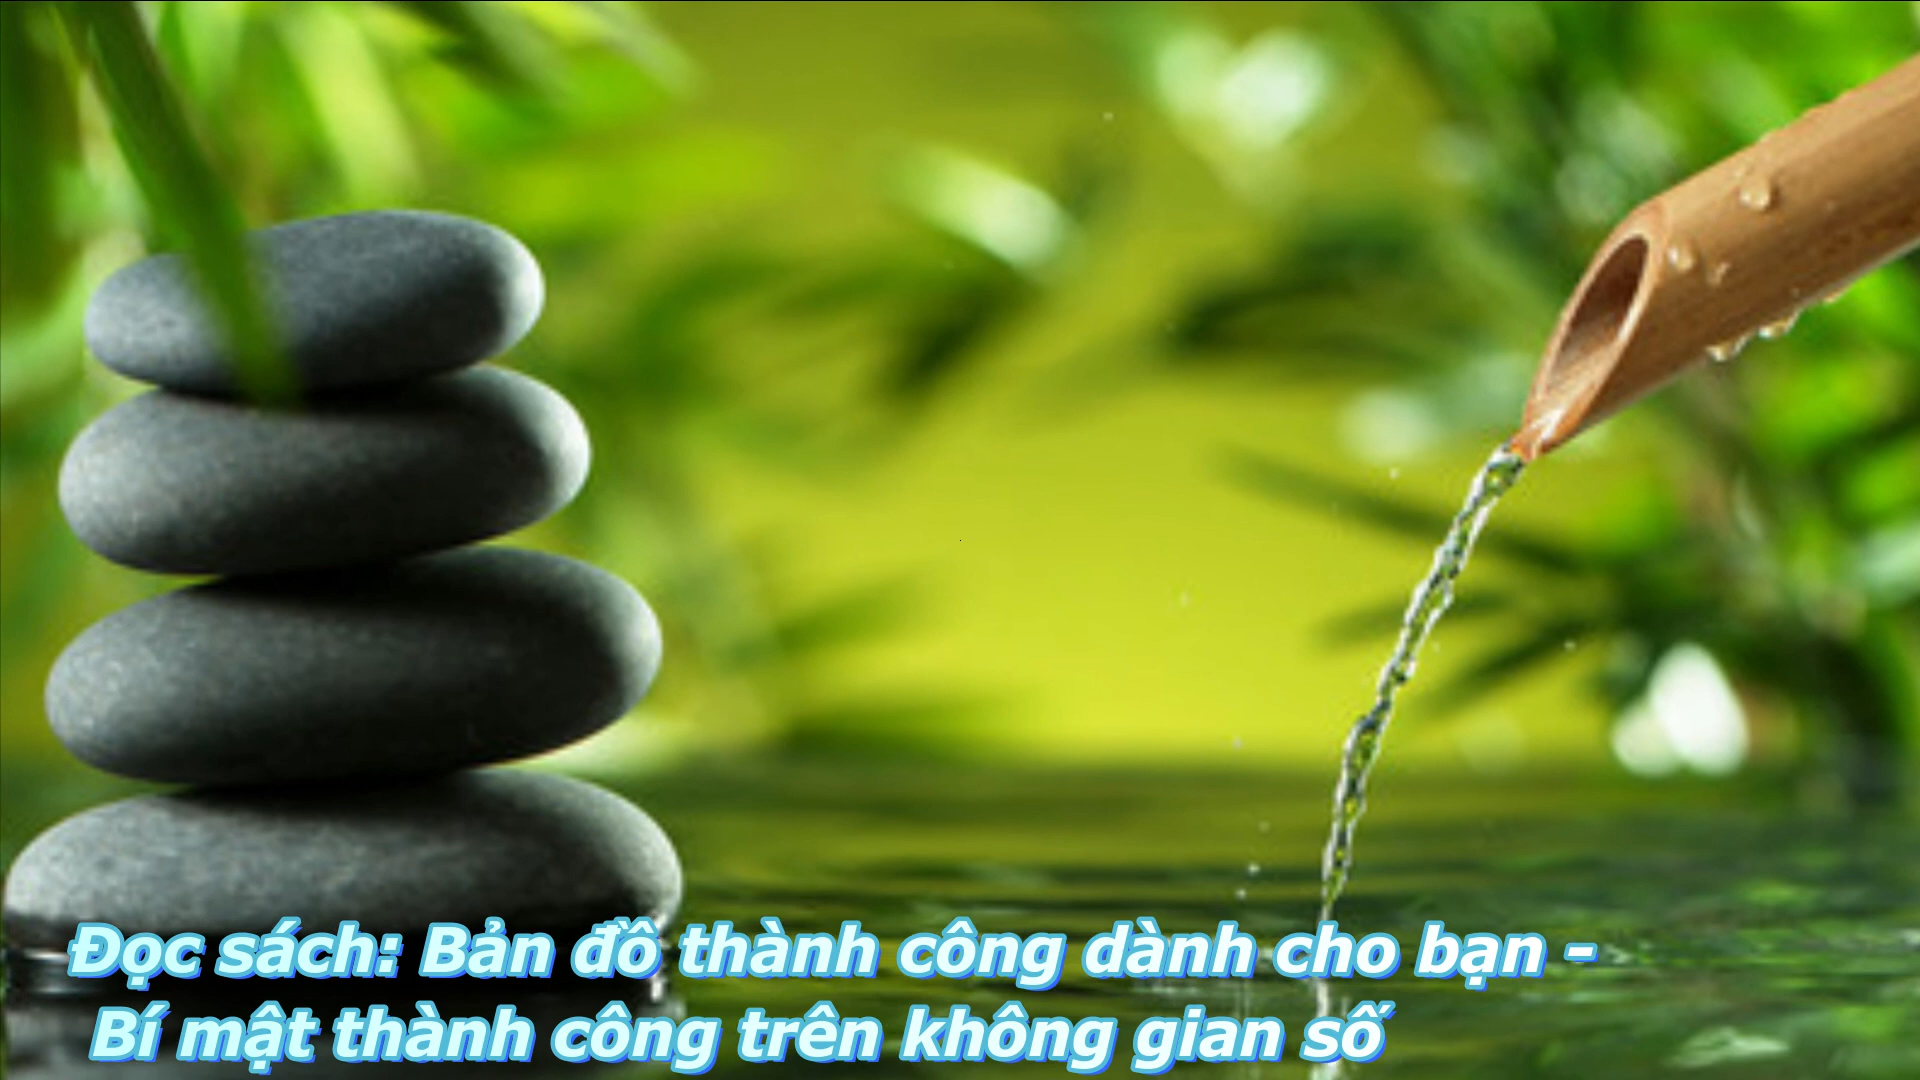 Đọc sách: Bản đồ thành công dành cho bạn -
Bí mật thành công trên không gian số